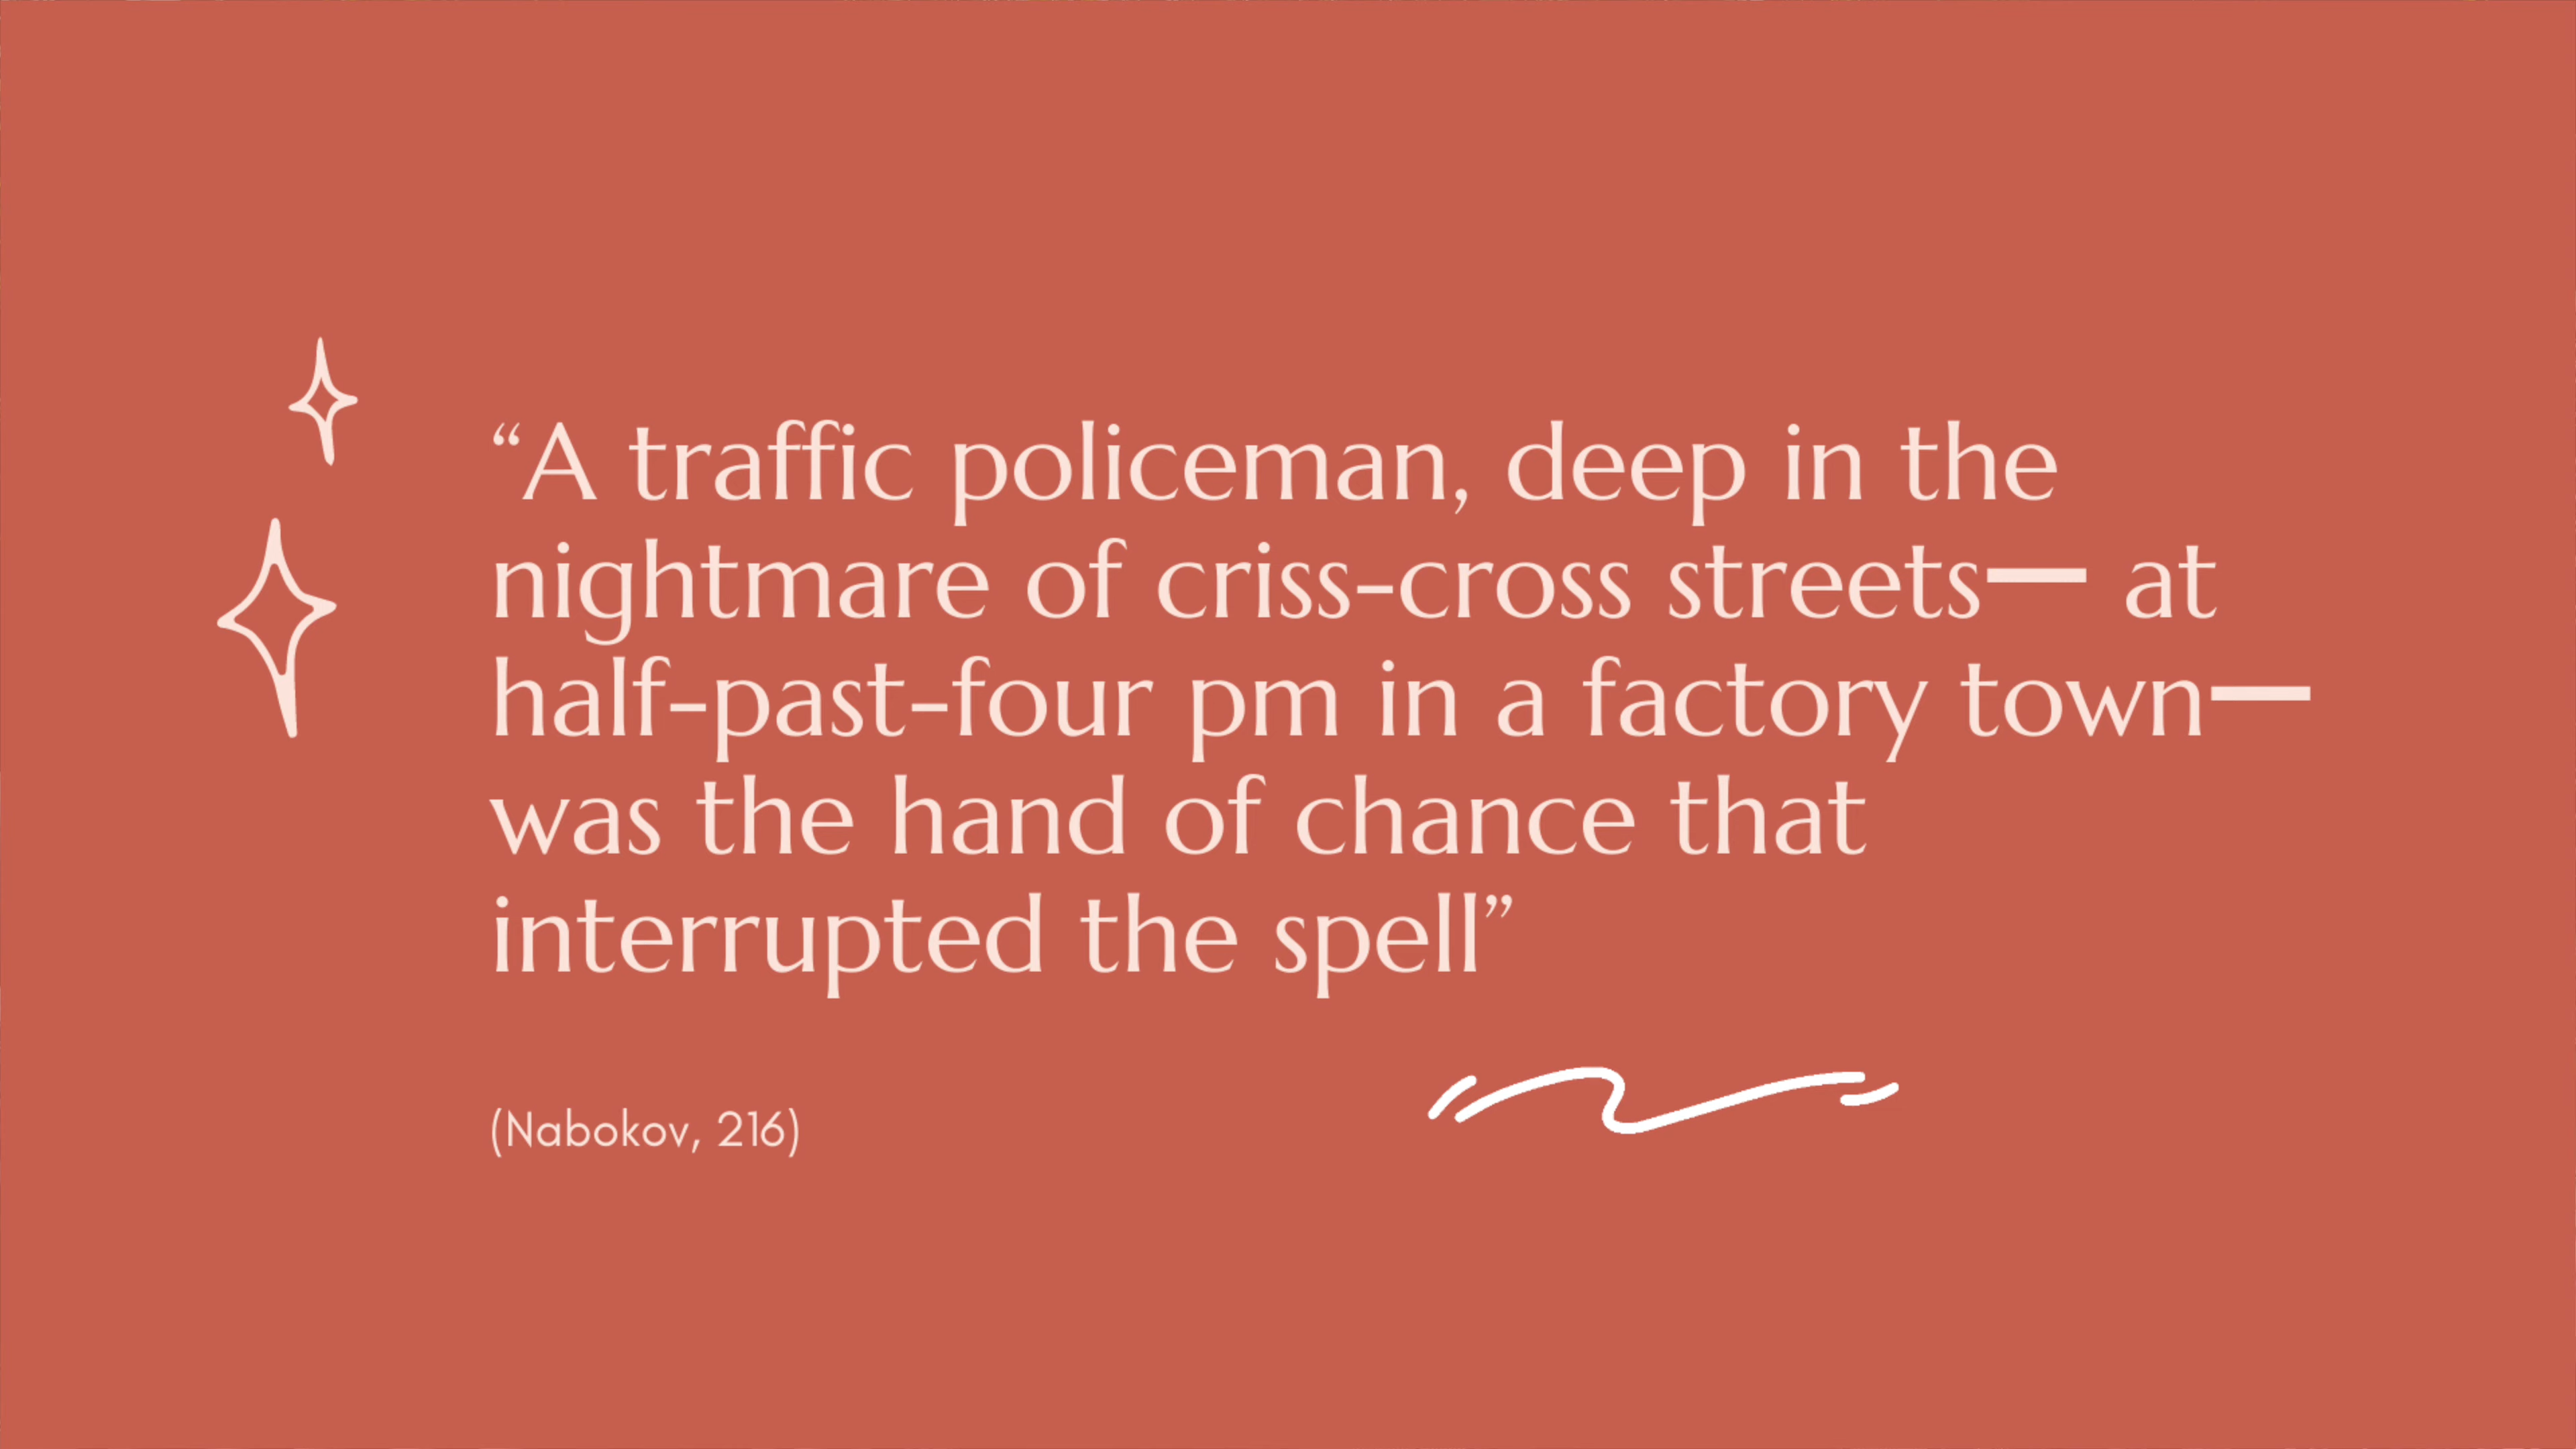 “A traffic policeman, deep in the
nightmare of criss-cross streets— at
half-past-four pm in a factory town—
was the hand of chance that
interrupted the spell”
(Nabokov, 216)